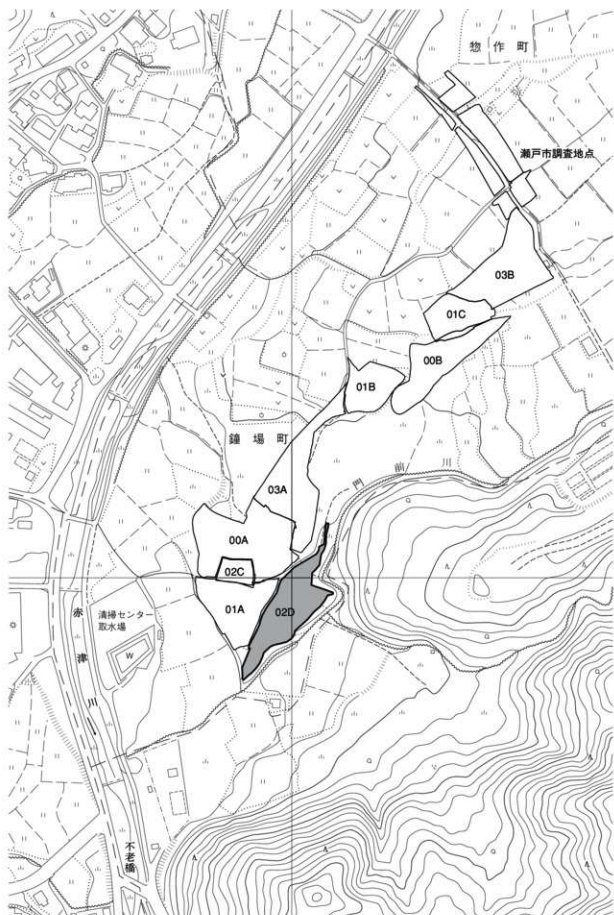 惣作町
瀬戸市調査地点
03B
01C
00B
01B
鐘場町
門前川
03A
00A
02C
01A
02D
清掃センター
取水場
W
赤津川
不老橋